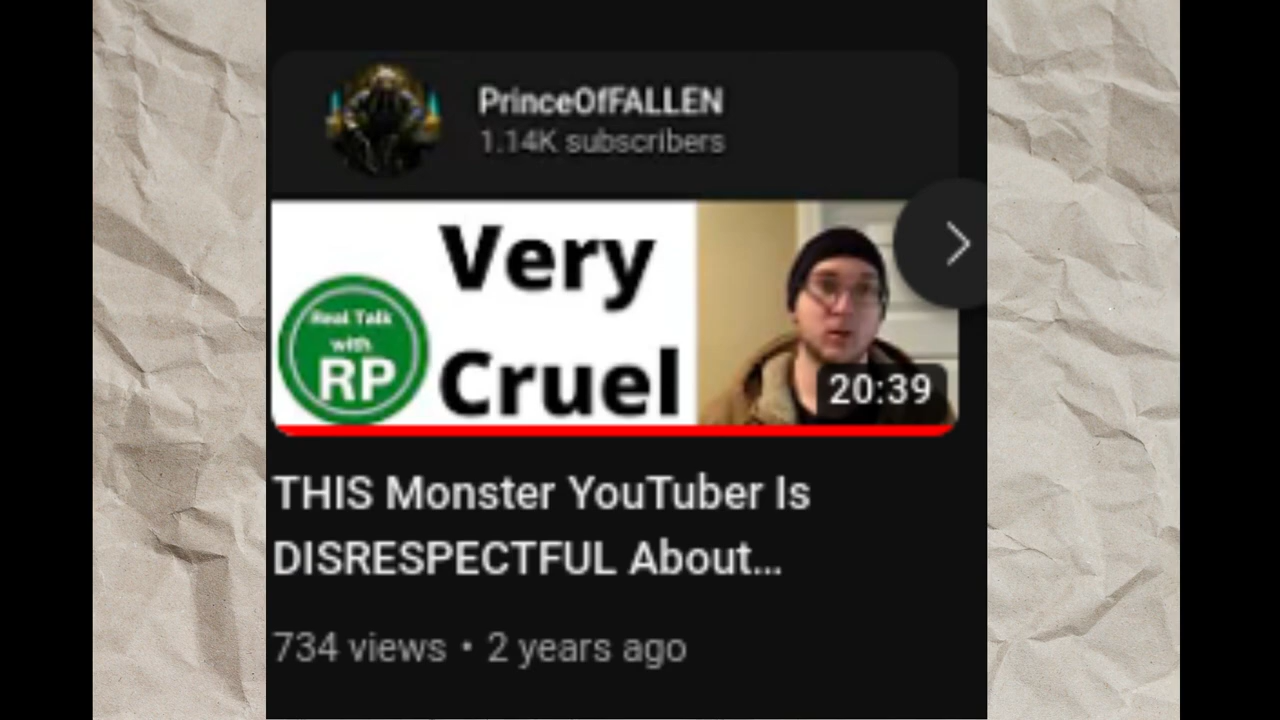 PrinceOfFALLEN
1.14K subscribers
Very
Cruel
Real Talk
with
RP
20:39
THIS Monster YouTuber Is
DISRESPECTFUL About...
734 views • 2 years ago